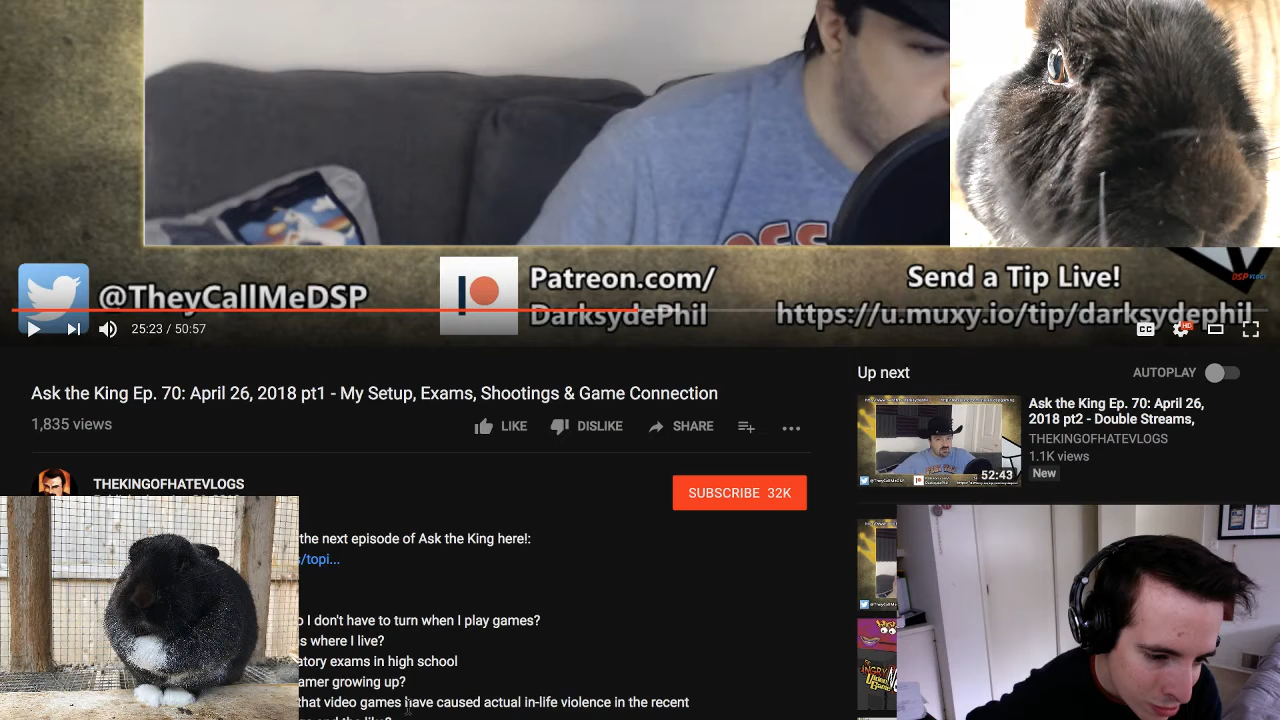 @TheyCallMeDSP
Patreon.com/
DarksydePhil
Send a Tip Live!
https://u.muxy.io/tip/darksydephil
DSP VLOGS
25:23 / 50:57
CC
HD
Up next
AUTOPLAY
Ask the King Ep. 70: April 26, 2018 pt1 - My Setup, Exams, Shootings & Game Connection
1,835 views
LIKE
DISLIKE
SHARE
Ask the King Ep. 70: April 26,
2018 pt2 - Double Streams,
THEKINGOFHATEVLOGS
1.1K views
New
52:43
THEKINGOFHATEVLOGS
SUBSCRIBE 32K
the next episode of Ask the King here!:
s/topi...
o I don't have to turn when I play games?
s where I live?
atory exams in high school
amer growing up?
that video games have caused actual in-life violence in the recent
ANGRY